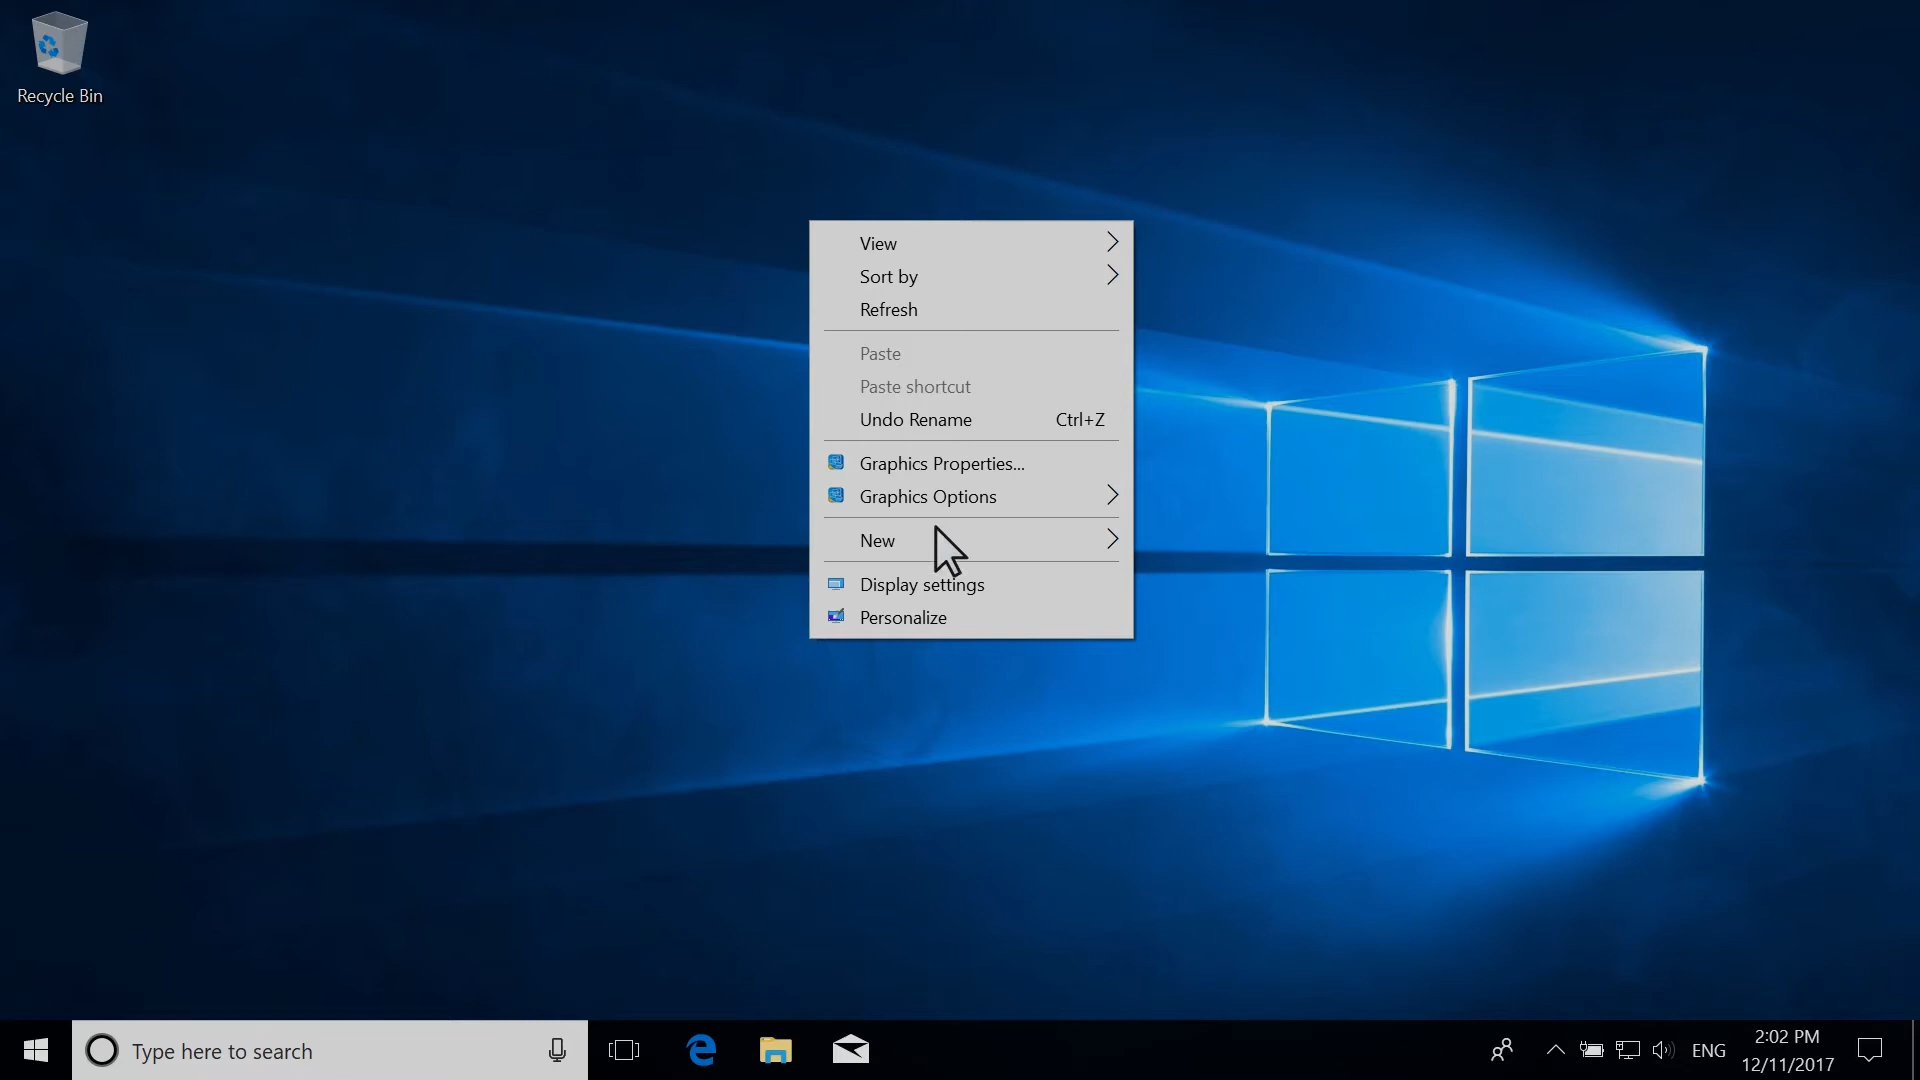 Recycle Bin
View
Sort by
Refresh
Paste
Paste shortcut
Undo Rename Ctrl+Z
Graphics Properties...
Graphics Options
New
Display settings
Personalize
Type here to search
ENG
2:02 PM
12/11/2017